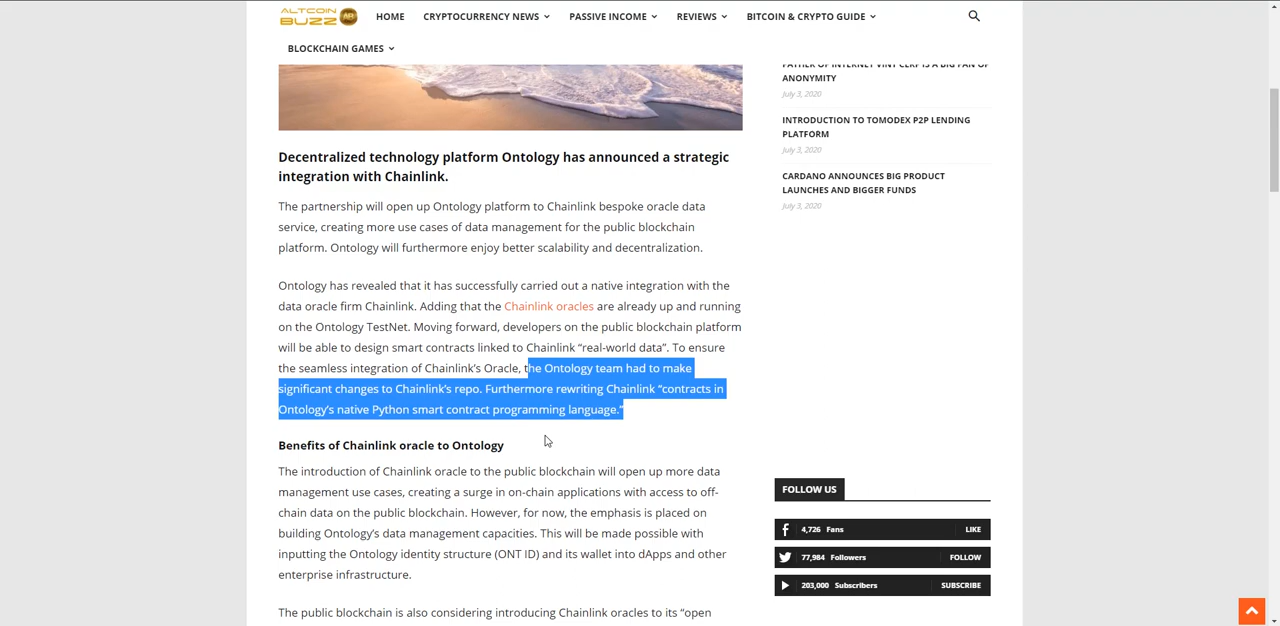 ALTCOIN
BUZZ AB
HOME CRYPTOCURRENCY NEWS PASSIVE INCOME REVIEWS BITCOIN & CRYPTO GUIDE
BLOCKCHAIN GAMES
Decentralized technology platform Ontology has announced a strategic
integration with Chainlink.
The partnership will open up Ontology platform to Chainlink bespoke oracle data
service, creating more use cases of data management for the public blockchain
platform. Ontology will furthermore enjoy better scalability and decentralization.
Ontology has revealed that it has successfully carried out a native integration with the
data oracle firm Chainlink. Adding that the Chainlink oracles are already up and running
on the Ontology TestNet. Moving forward, developers on the public blockchain platform
will be able to design smart contracts linked to Chainlink “real-world data”. To ensure
the seamless integration of Chainlink’s Oracle, the Ontology team had to make
significant changes to Chainlink’s repo. Furthermore rewriting Chainlink “contracts in
Ontology’s native Python smart contract programming language.”
Benefits of Chainlink oracle to Ontology
The introduction of Chainlink oracle to the public blockchain will open up more data
management use cases, creating a surge in on-chain applications with access to off-
chain data on the public blockchain. However, for now, the emphasis is placed on
building Ontology’s data management capacities. This will be made possible with
inputting the Ontology identity structure (ONT ID) and its wallet into dApps and other
enterprise infrastructure.
The public blockchain is also considering introducing Chainlink oracles to its “open
FATHER OF INTERNET VINT CERF IS A BIG FAN OF
ANONYMITY
July 3, 2020
INTRODUCTION TO TOMODEX P2P LENDING
PLATFORM
July 3, 2020
CARDANO ANNOUNCES BIG PRODUCT
LAUNCHES AND BIGGER FUNDS
July 3, 2020
FOLLOW US
4,726 Fans LIKE
77,984 Followers FOLLOW
203,000 Subscribers SUBSCRIBE